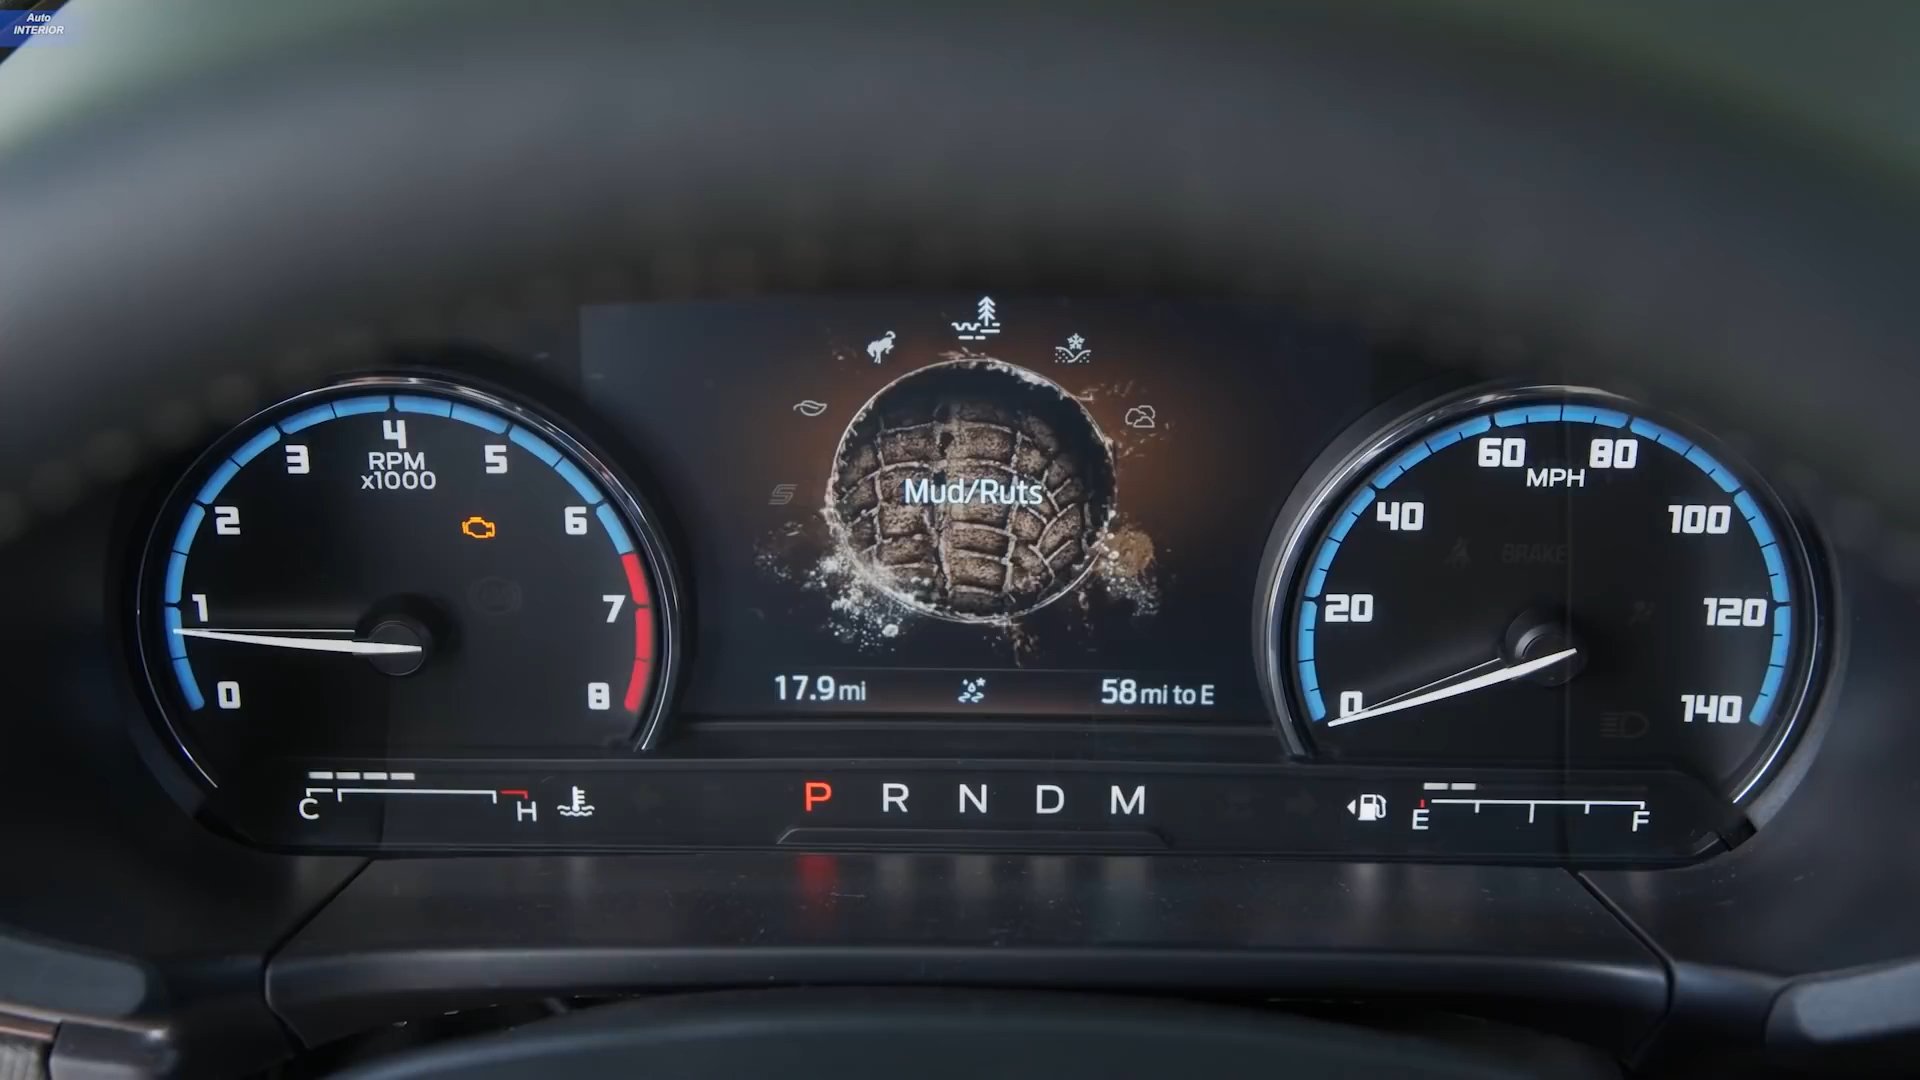 Auto
INTERIOR
4
3
5
RPM
x1000
2
6
1
7
0
8
Mud/Ruts
S
17.9 mi
58 mi to E
60
80
MPH
40
100
BRAKE
20
120
0
140
C
H
P R N D M
E
F